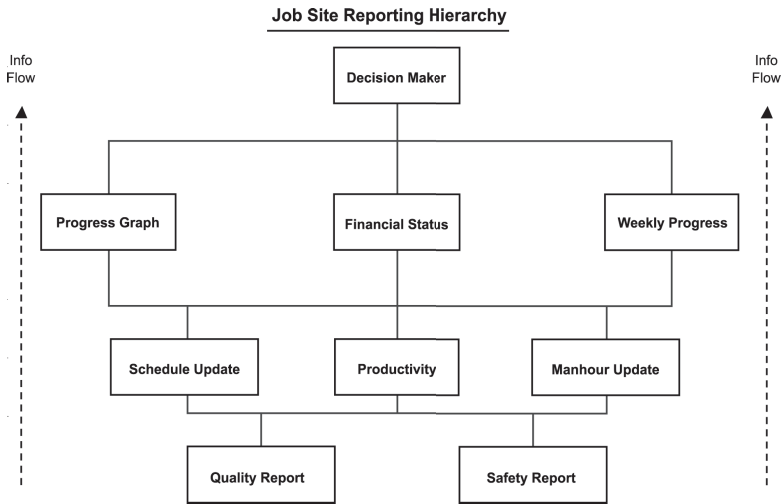 Job Site Reporting Hierarchy
Info
Flow
Info
Flow
Decision Maker
Progress Graph
Financial Status
Weekly Progress
Schedule Update
Productivity
Manhour Update
Quality Report
Safety Report